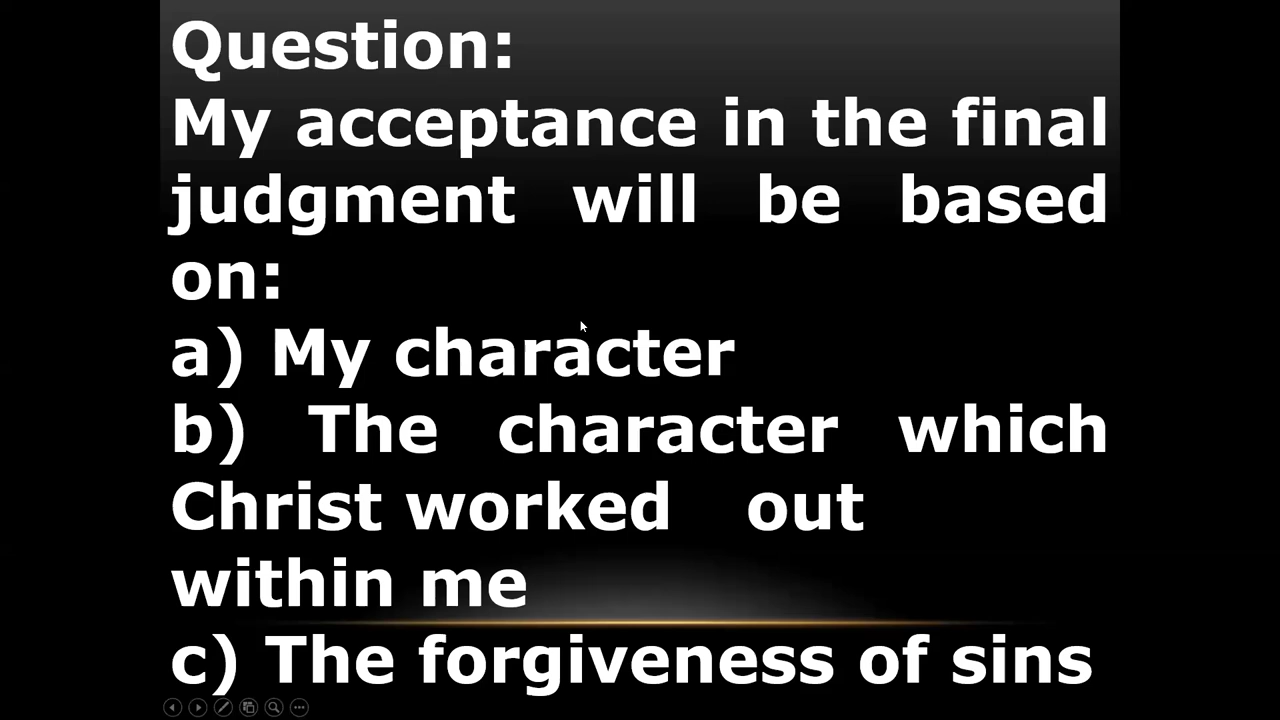 Question:
My acceptance in the final
judgment will be based
on:
a) My character
b) The character which
Christ worked out
within me
c) The forgiveness of sins